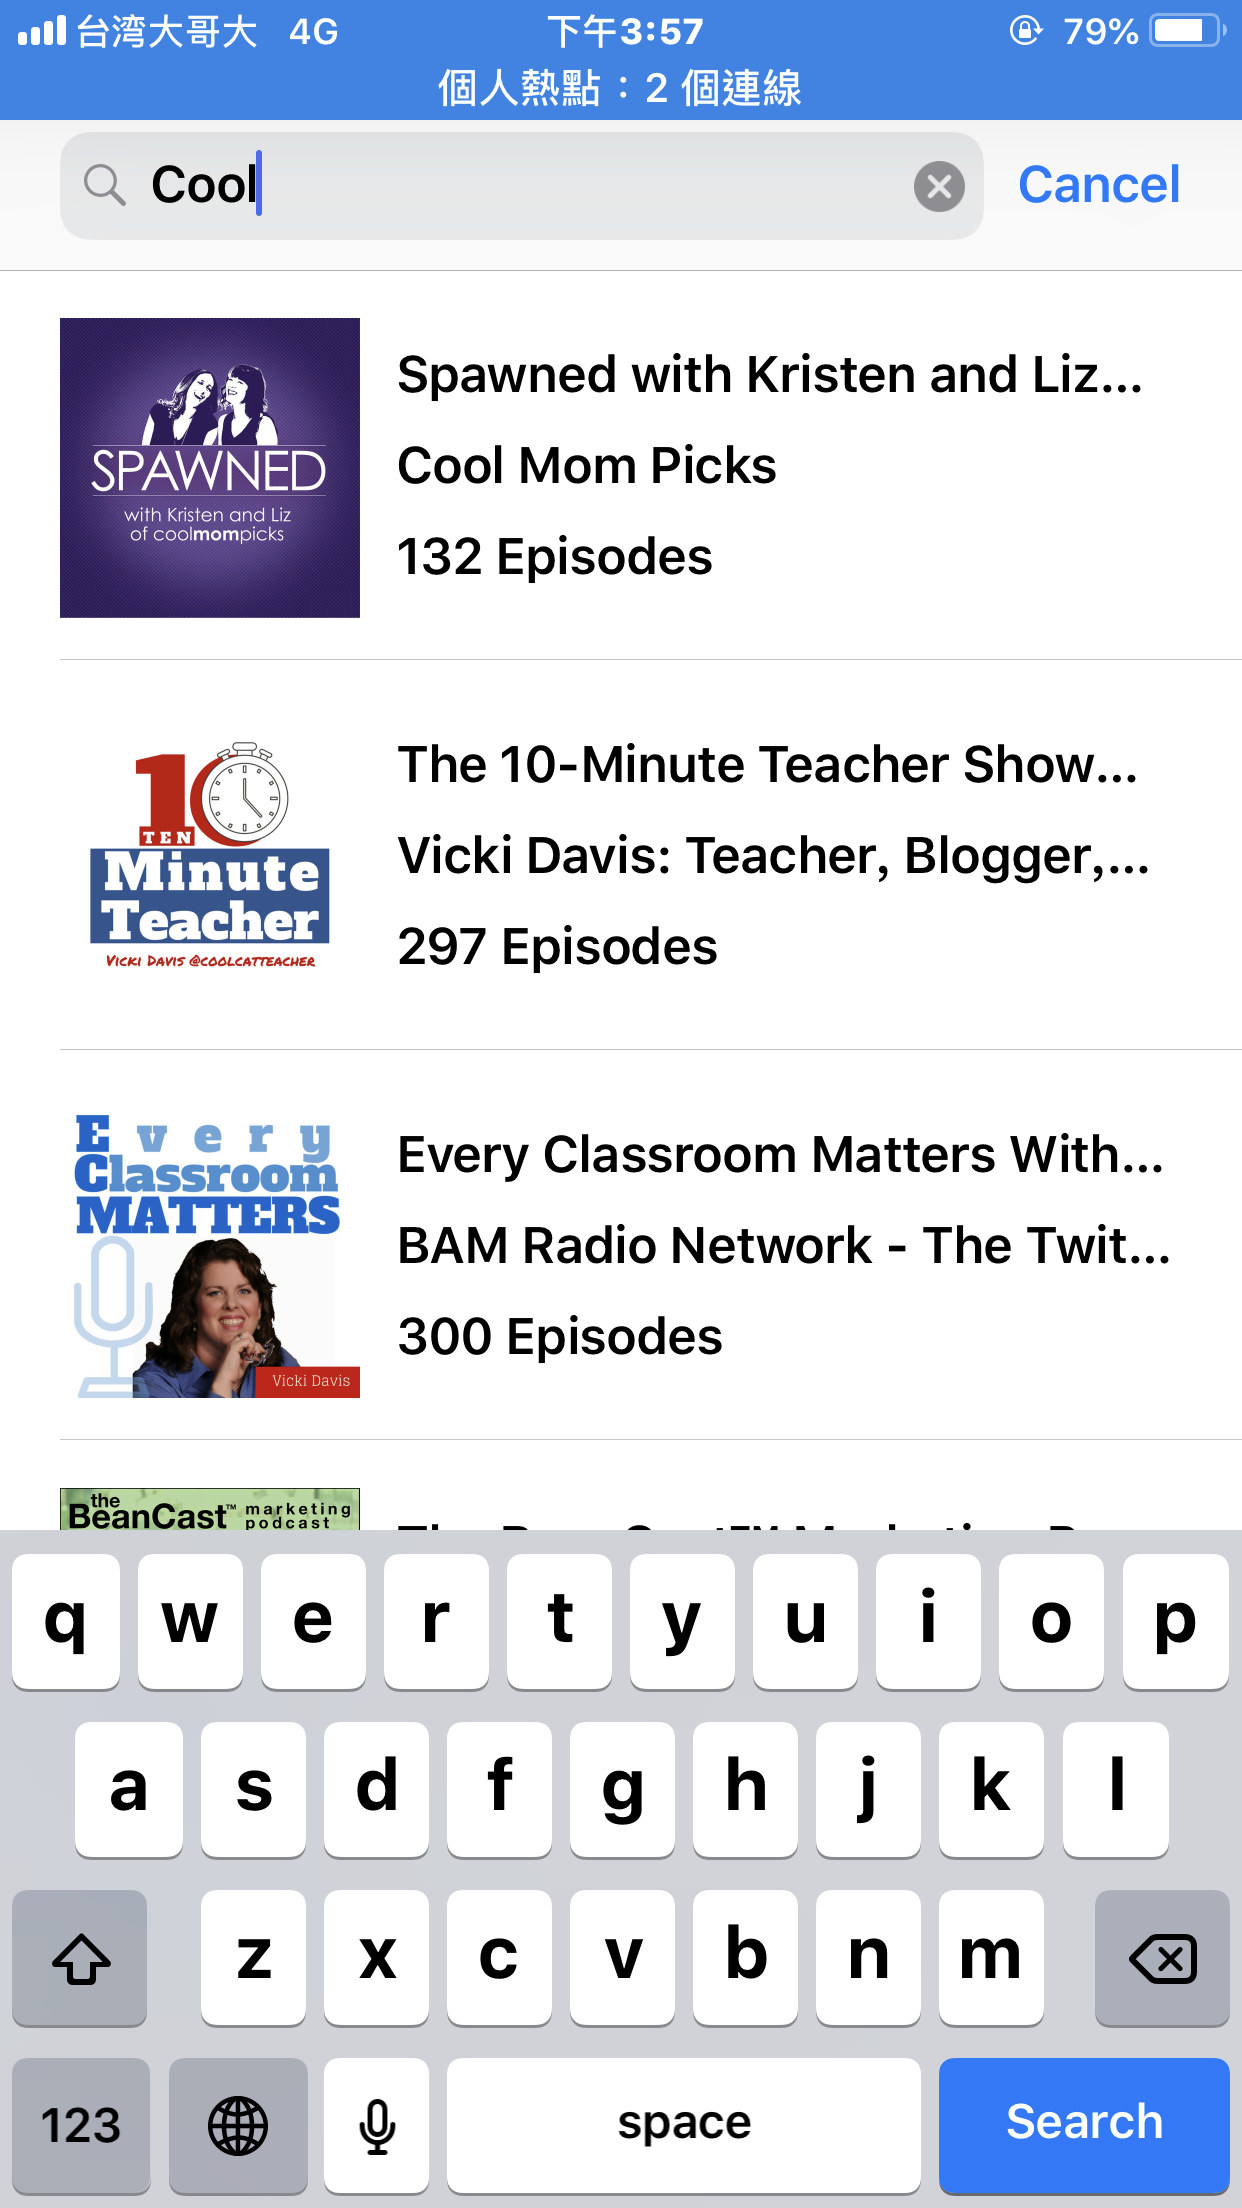 台湾大哥大 4G 下午3:57 79%
個人熱點：2 個連線
Cool Cancel
SPAWNED
with Kristen and Liz
of coolmompicks
Spawned with Kristen and Liz...
Cool Mom Picks
132 Episodes
10
TEN
Minute
Teacher
VICKI DAVIS @COOLCATTEACHER
The 10-Minute Teacher Show...
Vicki Davis: Teacher, Blogger,...
297 Episodes
Every
Classroom
MATTERS
Vicki Davis
Every Classroom Matters With...
BAM Radio Network - The Twit...
300 Episodes
the
BeanCast™ marketing
podcast
q w e r t y u i o p
a s d f g h j k l
z x c v b n m
123 space Search